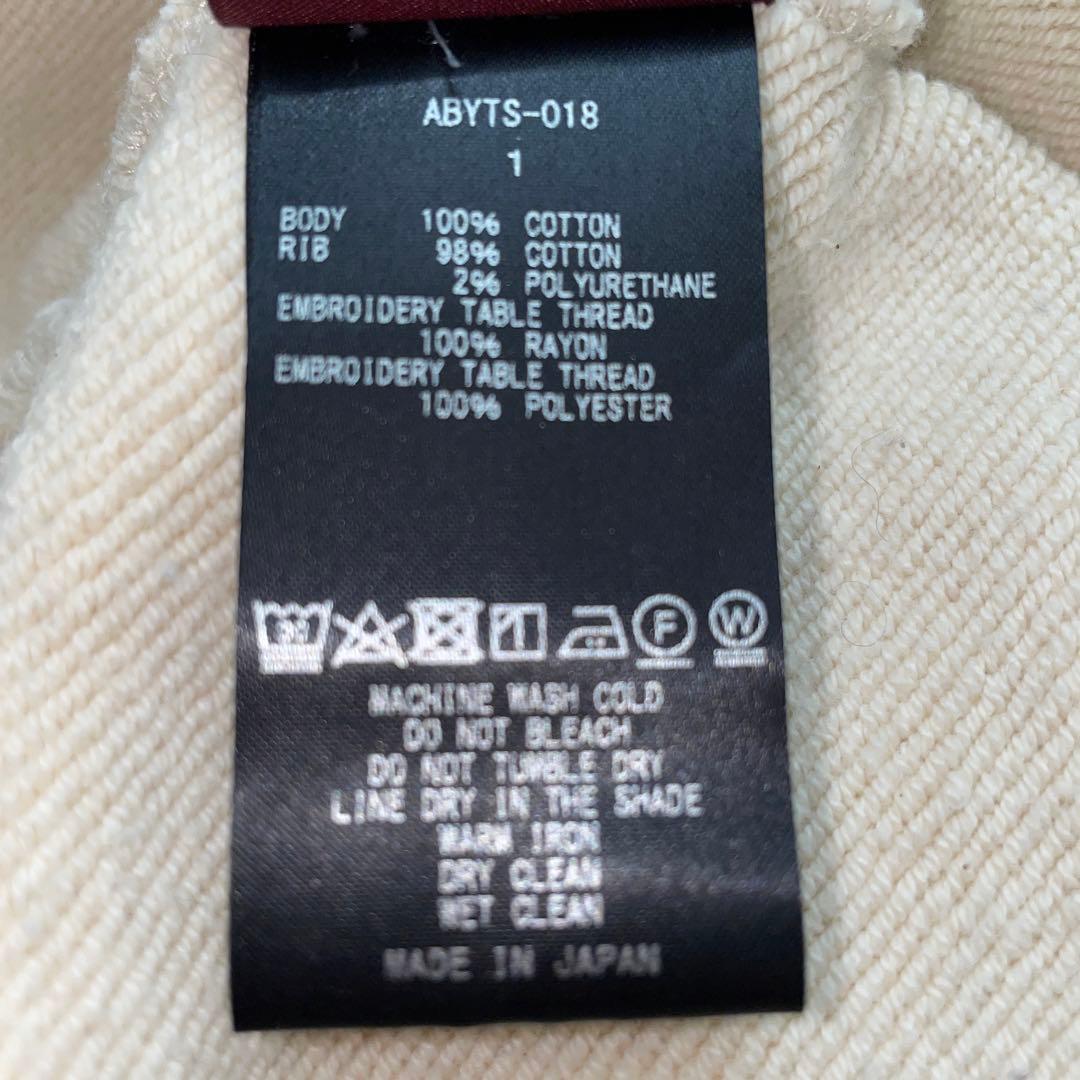 ABYTS-018
1
BODY 100% COTTON
RIB 98% COTTON
2% POLYURETHANE
EMBROIDERY TABLE THREAD
100% RAYON
EMBROIDERY TABLE THREAD
100% POLYESTER
F W
MACHINE WASH COLD
DO NOT BLEACH
DO NOT TUMBLE DRY
LINE DRY IN THE SHADE
WARM IRON
DRY CLEAN
WET CLEAN
MADE IN JAPAN